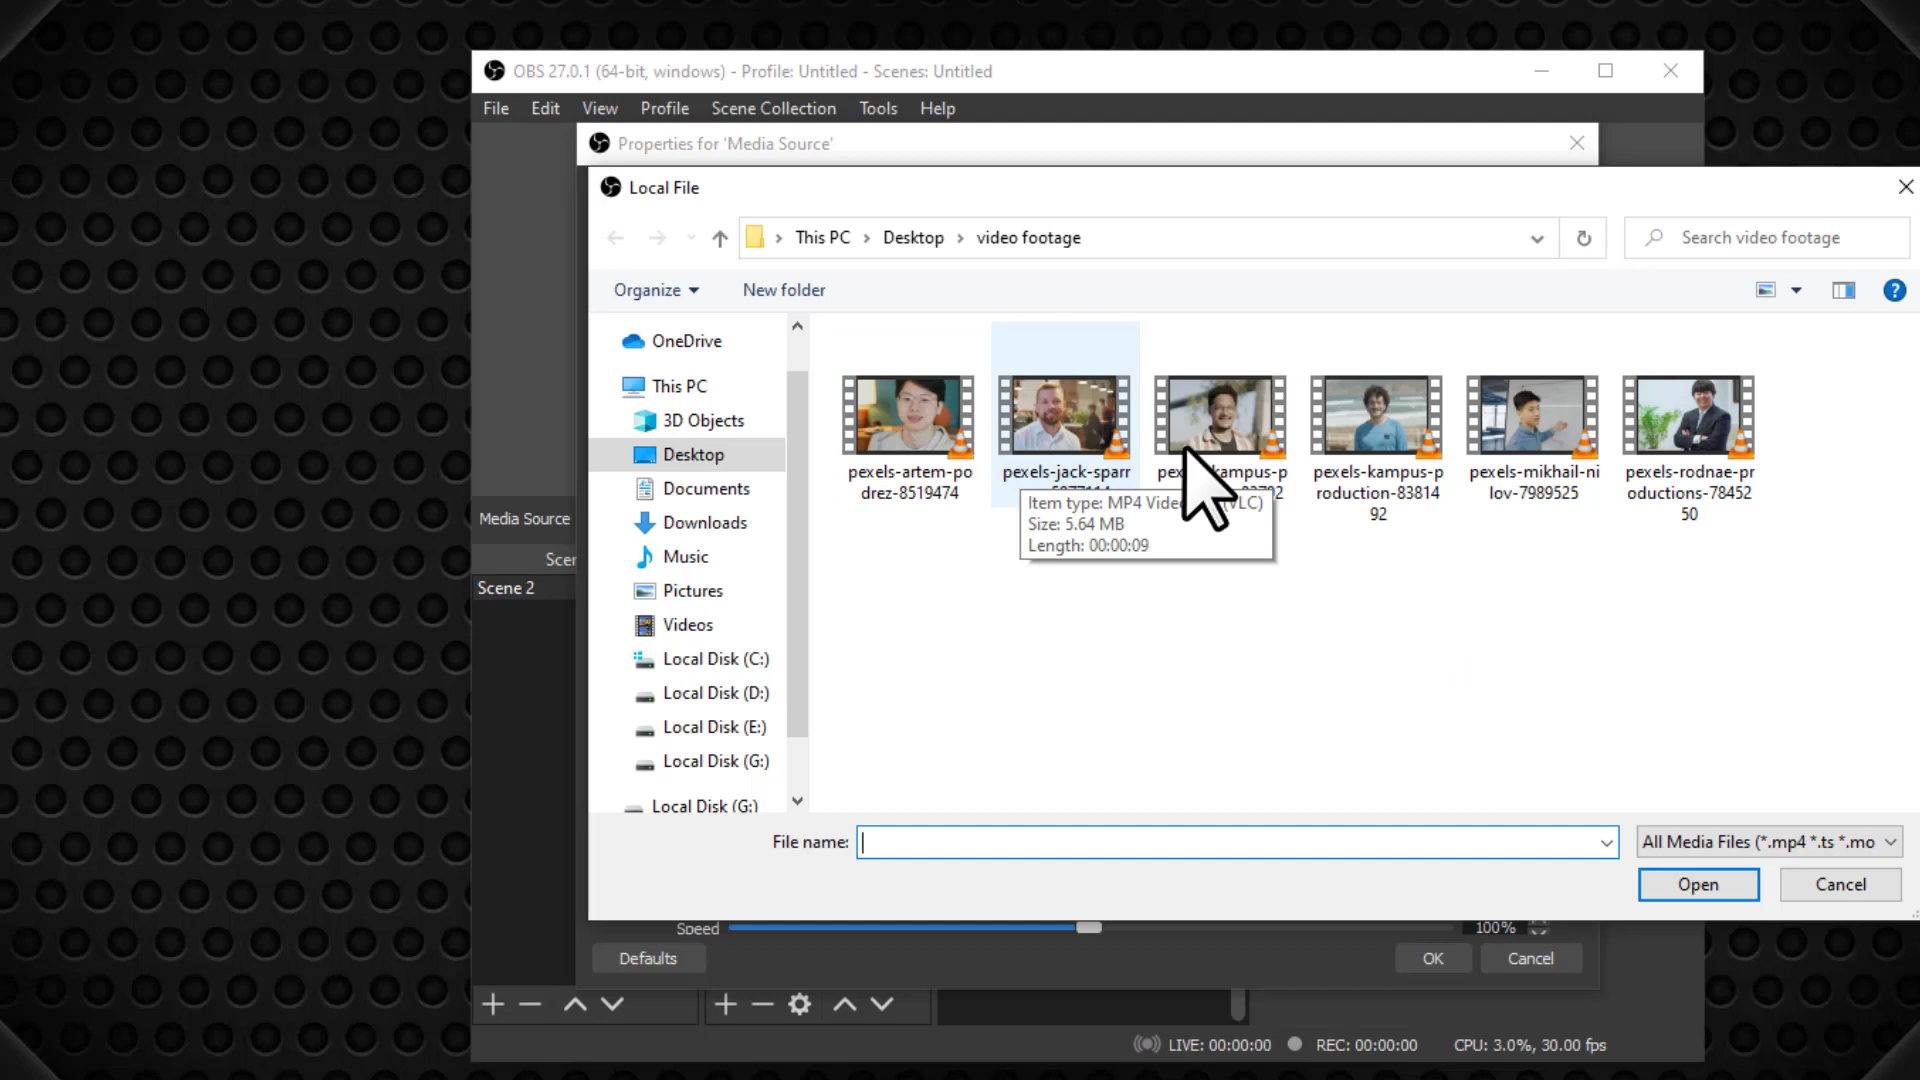 OBS 27.0.1 (64-bit, windows) - Profile: Untitled - Scenes: Untitled
File Edit View Profile Scene Collection Tools Help
Properties for 'Media Source'
Local File
This PC › Desktop › video footage
Search video footage
Organize New folder
OneDrive
This PC
3D Objects
Desktop
Documents
Downloads
Music
Pictures
Videos
Local Disk (C:)
Local Disk (D:)
Local Disk (E:)
Local Disk (G:)
Local Disk (G:)
pexels-artem-po
drez-8519474
pexels-jack-sparr
kampus-p
pexels-kampus-p
roduction-83814
92
pexels-mikhail-ni
lov-7989525
pexels-rodnae-pr
oductions-78452
50
Item type: MP4 (VLC)
Size: 5.64 MB
Length: 00:00:09
Media Source
Scene 2
File name:
All Media Files (*.mp4 *.ts *.mo
Open Cancel
Speed 100%
Defaults OK Cancel
LIVE: 00:00:00 REC: 00:00:00 CPU: 3.0%, 30.00 fps